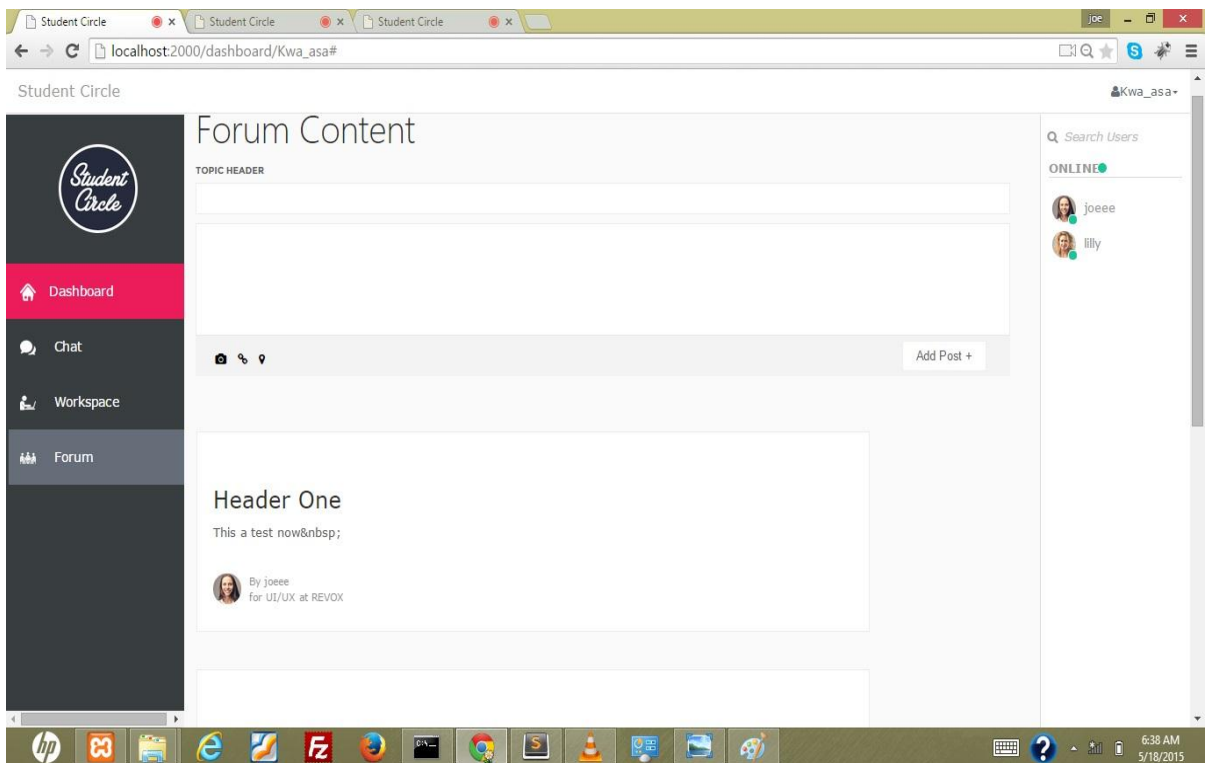 Student Circle
Student Circle
Student Circle
joe
localhost:2000/dashboard/Kwa_asa#
Student Circle
Kwa_asa
Student
Circle
Dashboard
Chat
Workspace
Forum
Forum Content
TOPIC HEADER
Add Post +
Header One
This a test now&nbsp;
By joeee
for UI/UX at REVOX
Search Users
ONLINE
joeee
lilly
hp
Fz
C:\_
S
6:38 AM
5/18/2015